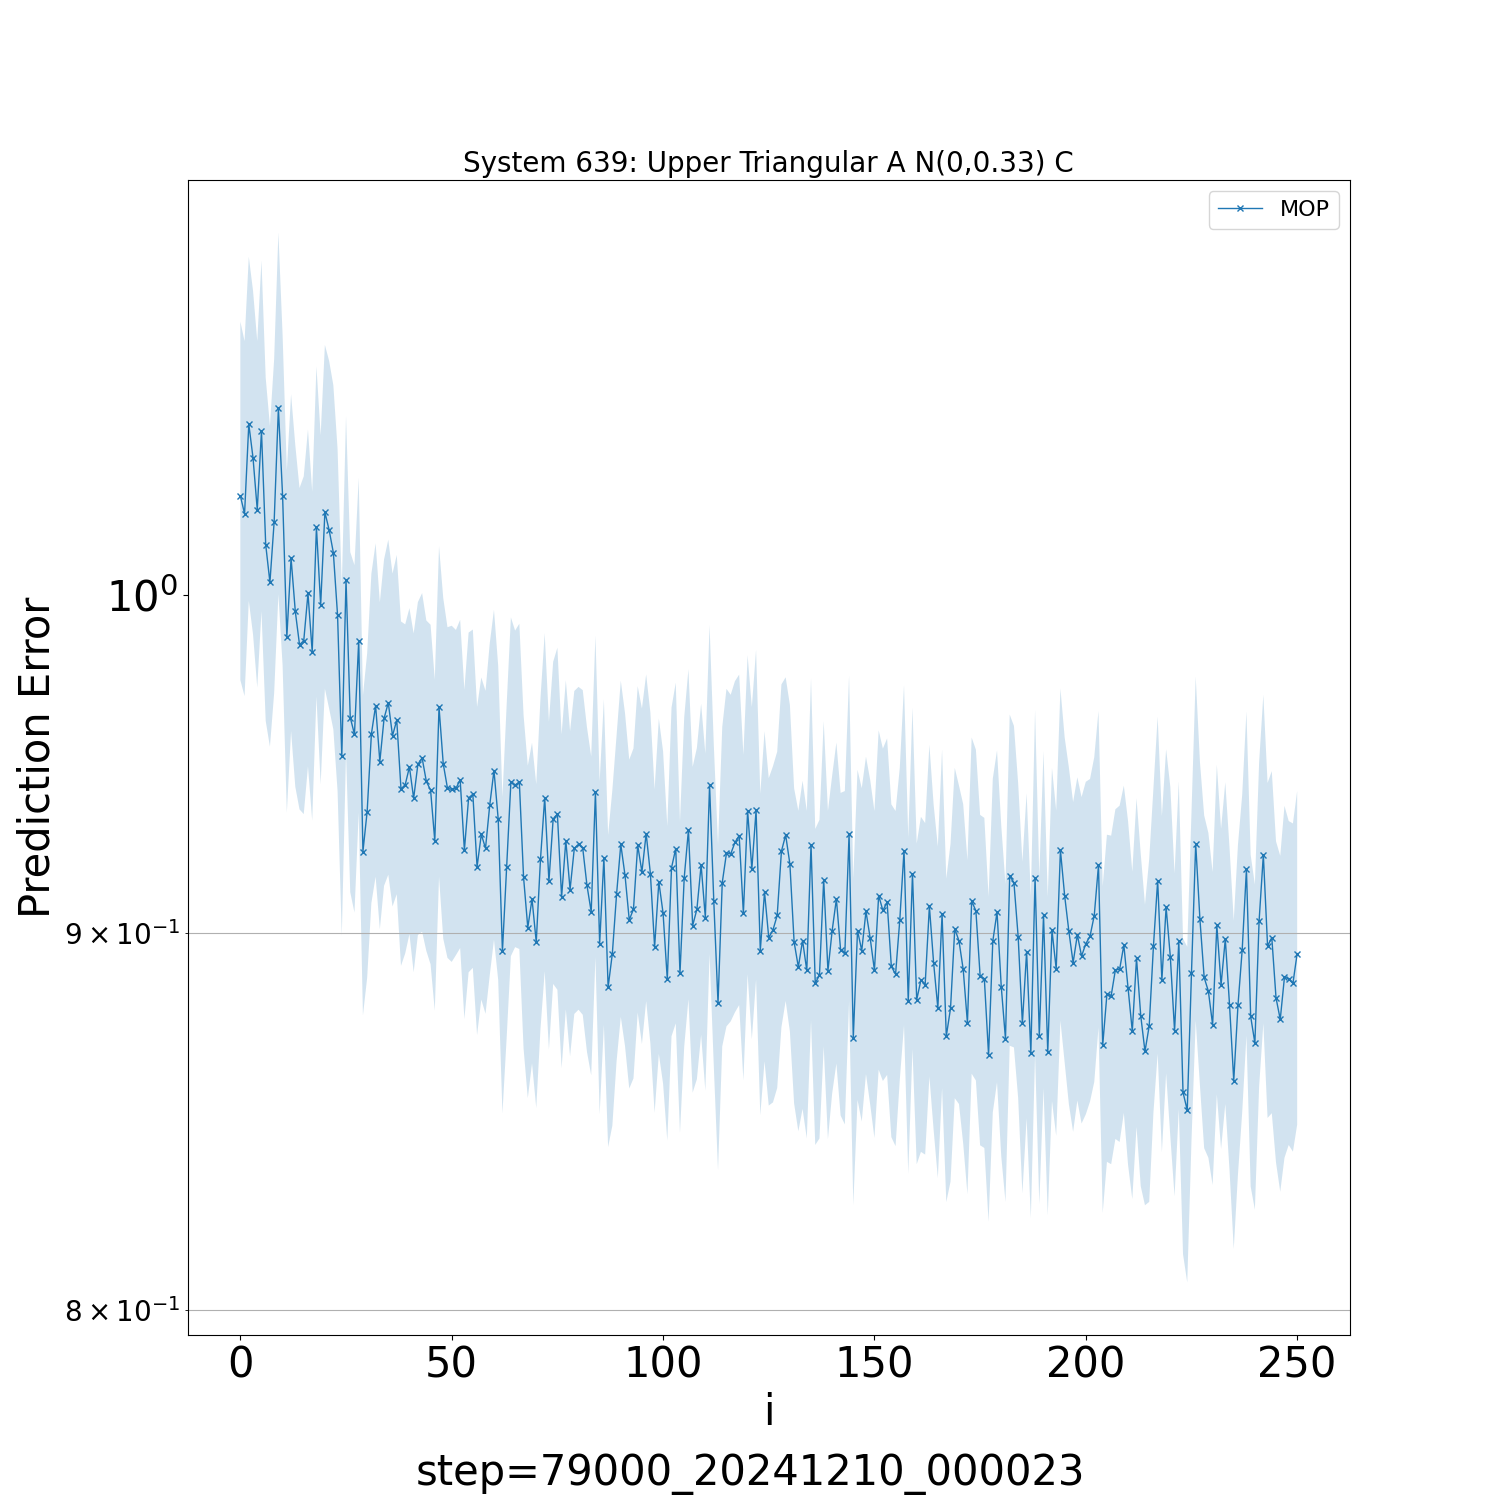 System 639: Upper Triangular A N(0,0.33) C
MOP
Prediction Error
10⁰
9 × 10⁻¹
8 × 10⁻¹
0 50 100 150 200 250
i
step=79000_20241210_000023